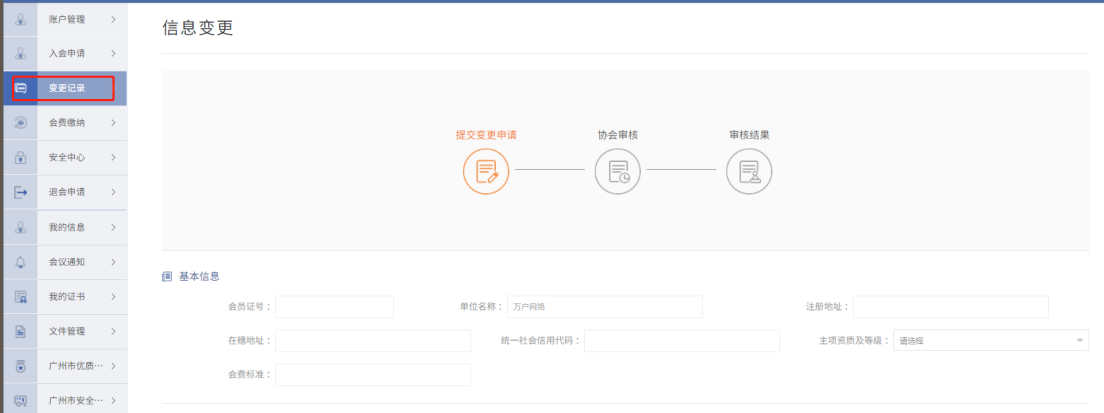 账户管理
入会申请
变更记录
会费缴纳
安全中心
退会申请
我的信息
会议通知
我的证书
文件管理
广州市优质…
广州市安全…
信息变更
提交变更申请 协会审核 审核结果
基本信息
会员证号： 单位名称： 万户网络 注册地址：
在穗地址： 统一社会信用代码： 主项资质及等级： 请选择
会费标准：